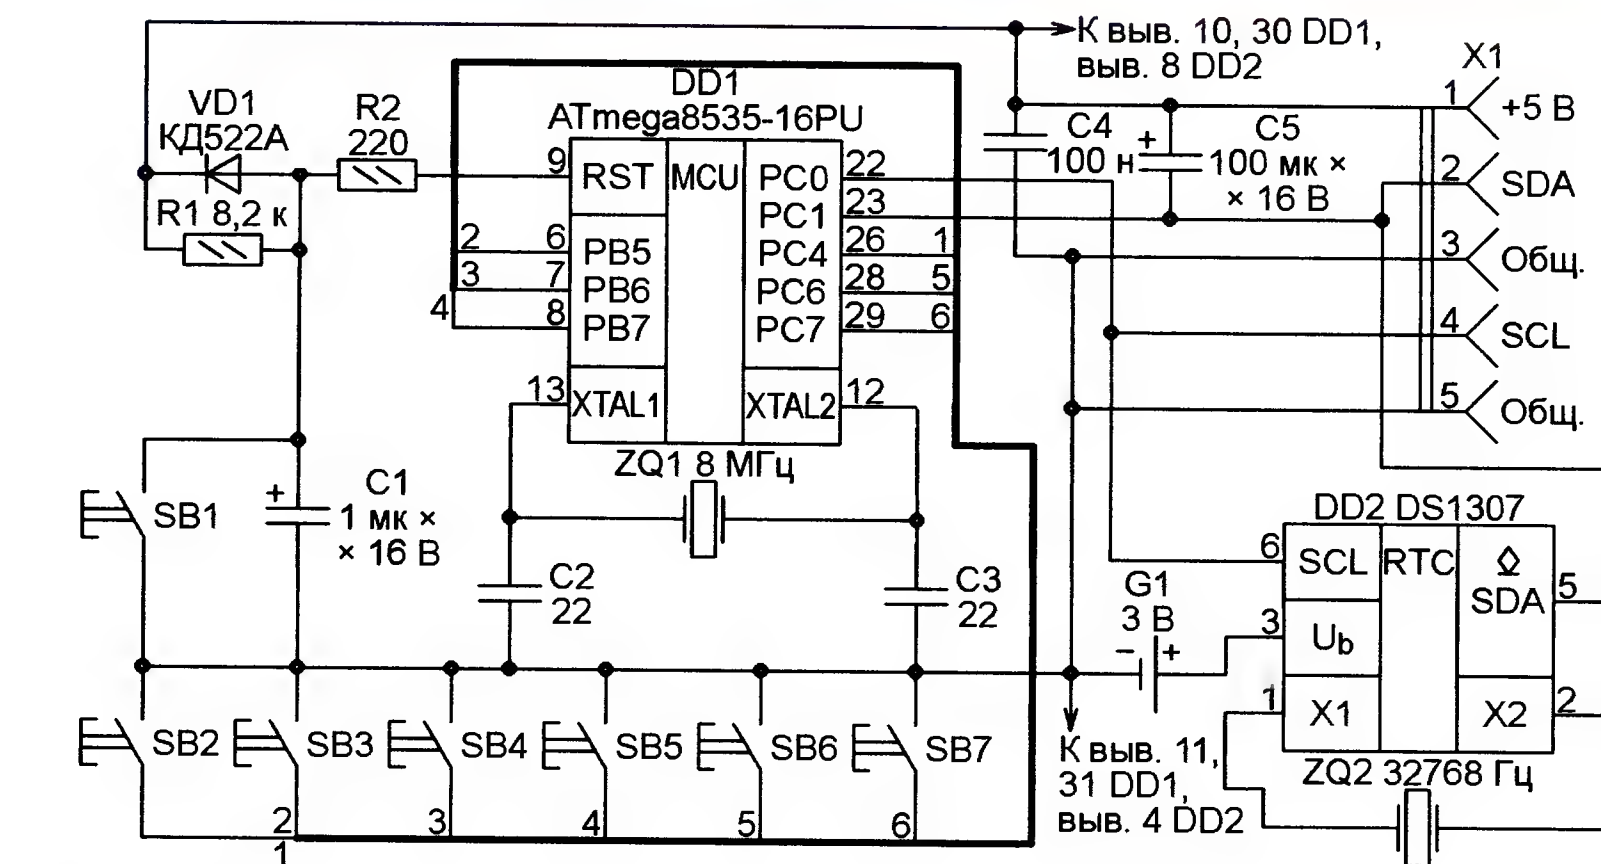 К выв. 10, 30 DD1,
выв. 8 DD2
X1
1
+5 В
VD1
КД522А
R2
220
DD1
ATmega8535-16PU
C4
100 н
+
C5
100 мк ×
× 16 В
2
SDA
9
RST
MCU
PC0
22
R1 8,2 к
PC1
23
2
6
PB5
PC4
26
1
3
Общ.
3
7
PB6
PC6
28
5
4
8
PB7
PC7
29
6
4
SCL
13
XTAL1
XTAL2
12
5
Общ.
ZQ1 8 МГц
SB1
+
C1
1 мк ×
× 16 В
DD2 DS1307
6
SCL
RTC
SDA
5
C2
22
C3
22
G1
3 В
− +
3
Ub
1
X1
X2
2
SB2
SB3
SB4
SB5
SB6
SB7
К выв. 11,
31 DD1,
выв. 4 DD2
ZQ2 32768 Гц
2
3
4
5
6
1